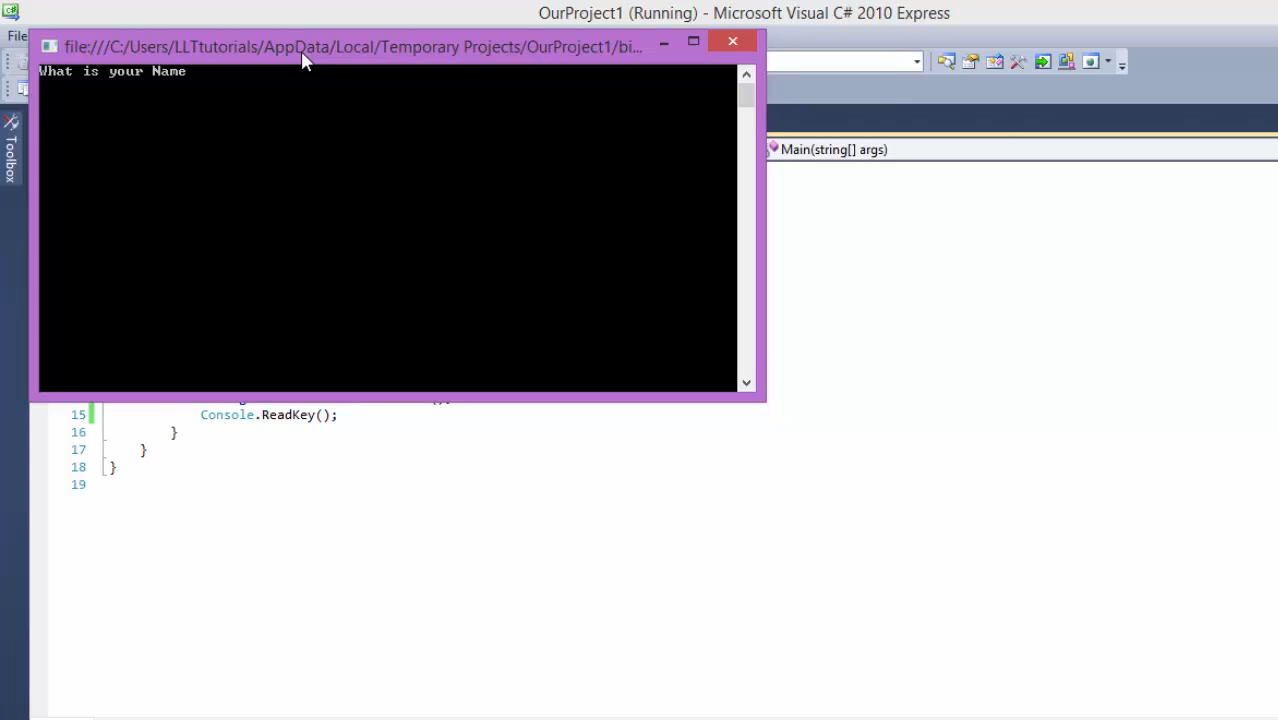 OurProject1 (Running) - Microsoft Visual C# 2010 Express
File
file:///C:/Users/LLTtutorials/AppData/Local/Temporary Projects/OurProject1/bi...
What is your Name
Toolbox
Main(string[] args)
15 Console.ReadKey();
16 }
17 }
18 }
19